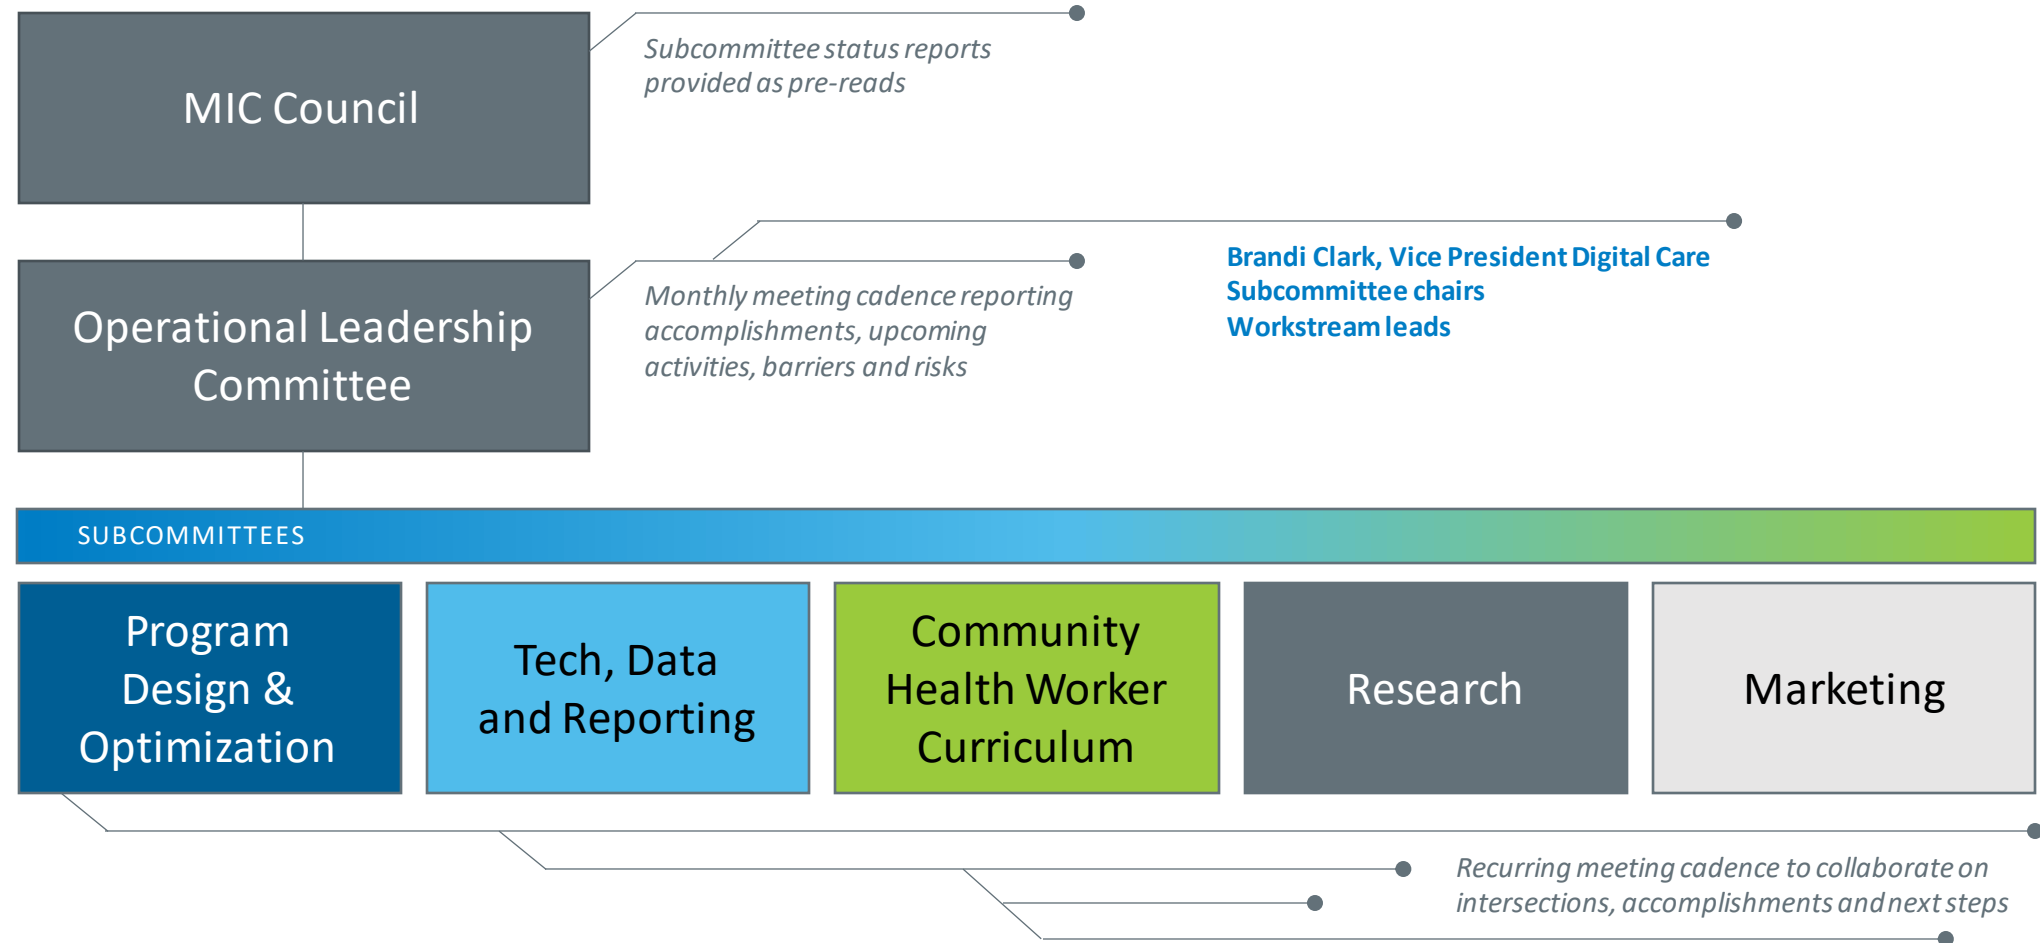 MIC Council
Subcommittee status reports
provided as pre-reads
Operational Leadership
Committee
Monthly meeting cadence reporting
accomplishments, upcoming
activities, barriers and risks
Brandi Clark, Vice President Digital Care
Subcommittee chairs
Workstream leads
SUBCOMMITTEES
Program
Design &
Optimization
Tech, Data
and Reporting
Community
Health Worker
Curriculum
Research
Marketing
Recurring meeting cadence to collaborate on
intersections, accomplishments and next steps